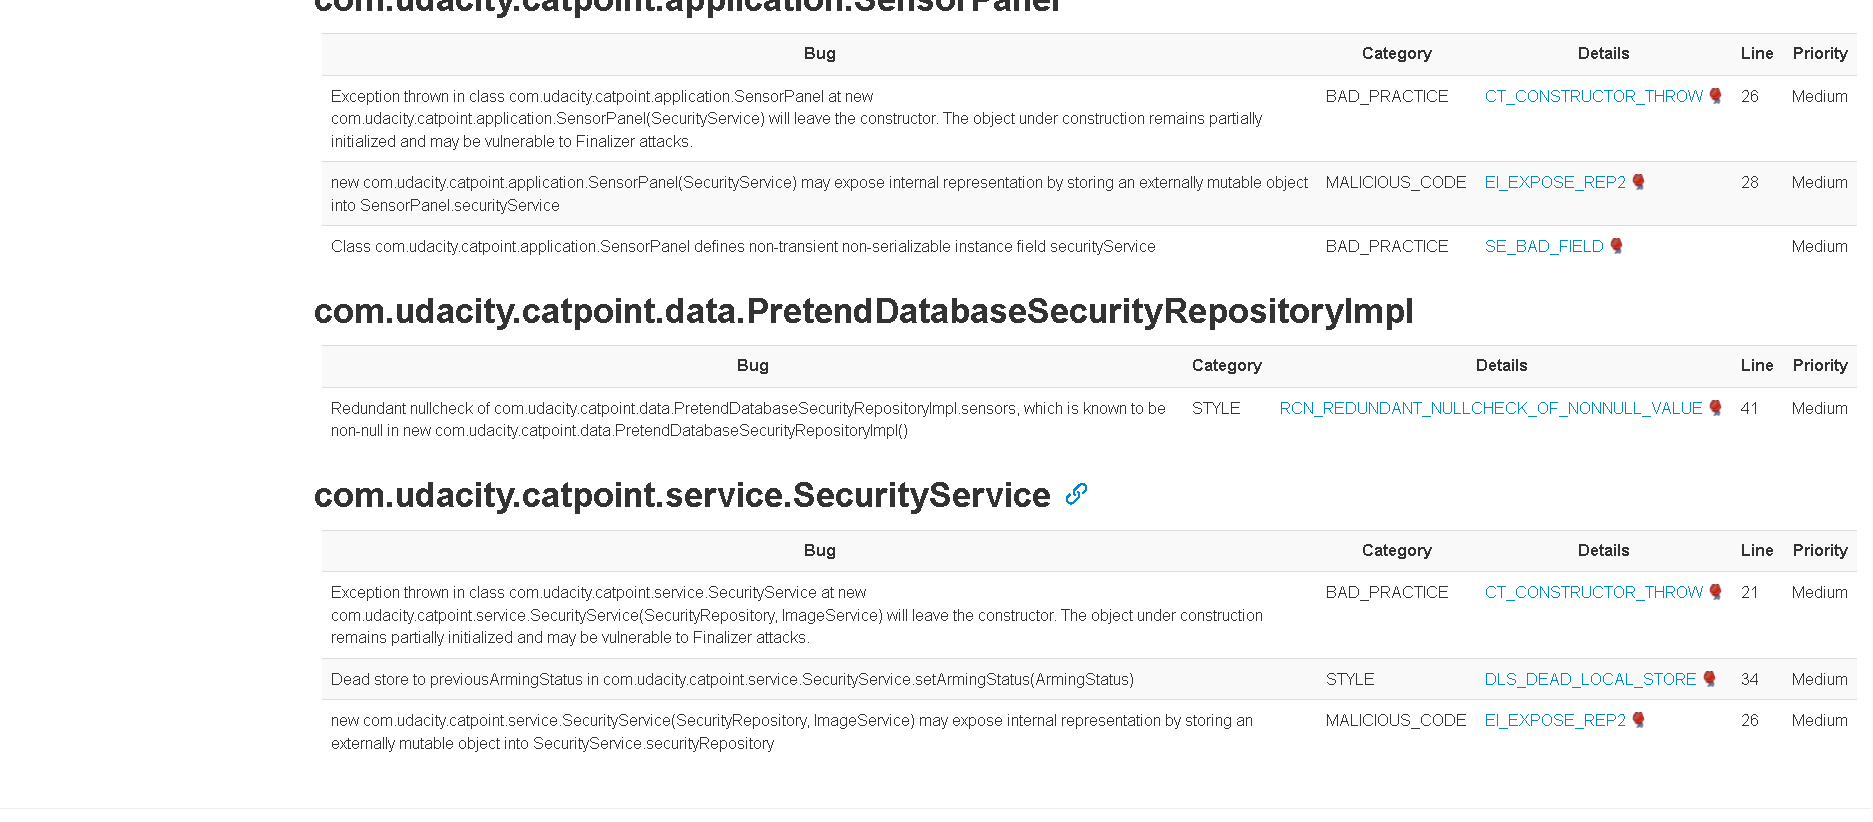 com.udacity.catpoint.application.SensorPanel
Bug Category Details Line Priority
Exception thrown in class com.udacity.catpoint.application.SensorPanel at new BAD_PRACTICE CT_CONSTRUCTOR_THROW 26 Medium
com.udacity.catpoint.application.SensorPanel(SecurityService) will leave the constructor. The object under construction remains partially
initialized and may be vulnerable to Finalizer attacks.
new com.udacity.catpoint.application.SensorPanel(SecurityService) may expose internal representation by storing an externally mutable object MALICIOUS_CODE EI_EXPOSE_REP2 28 Medium
into SensorPanel.securityService
Class com.udacity.catpoint.application.SensorPanel defines non-transient non-serializable instance field securityService BAD_PRACTICE SE_BAD_FIELD Medium
com.udacity.catpoint.data.PretendDatabaseSecurityRepositoryImpl
Bug Category Details Line Priority
Redundant nullcheck of com.udacity.catpoint.data.PretendDatabaseSecurityRepositoryImpl.sensors, which is known to be STYLE RCN_REDUNDANT_NULLCHECK_OF_NONNULL_VALUE 41 Medium
non-null in new com.udacity.catpoint.data.PretendDatabaseSecurityRepositoryImpl()
com.udacity.catpoint.service.SecurityService
Bug Category Details Line Priority
Exception thrown in class com.udacity.catpoint.service.SecurityService at new BAD_PRACTICE CT_CONSTRUCTOR_THROW 21 Medium
com.udacity.catpoint.service.SecurityService(SecurityRepository, ImageService) will leave the constructor. The object under construction
remains partially initialized and may be vulnerable to Finalizer attacks.
Dead store to previousArmingStatus in com.udacity.catpoint.service.SecurityService.setArmingStatus(ArmingStatus) STYLE DLS_DEAD_LOCAL_STORE 34 Medium
new com.udacity.catpoint.service.SecurityService(SecurityRepository, ImageService) may expose internal representation by storing an MALICIOUS_CODE EI_EXPOSE_REP2 26 Medium
externally mutable object into SecurityService.securityRepository